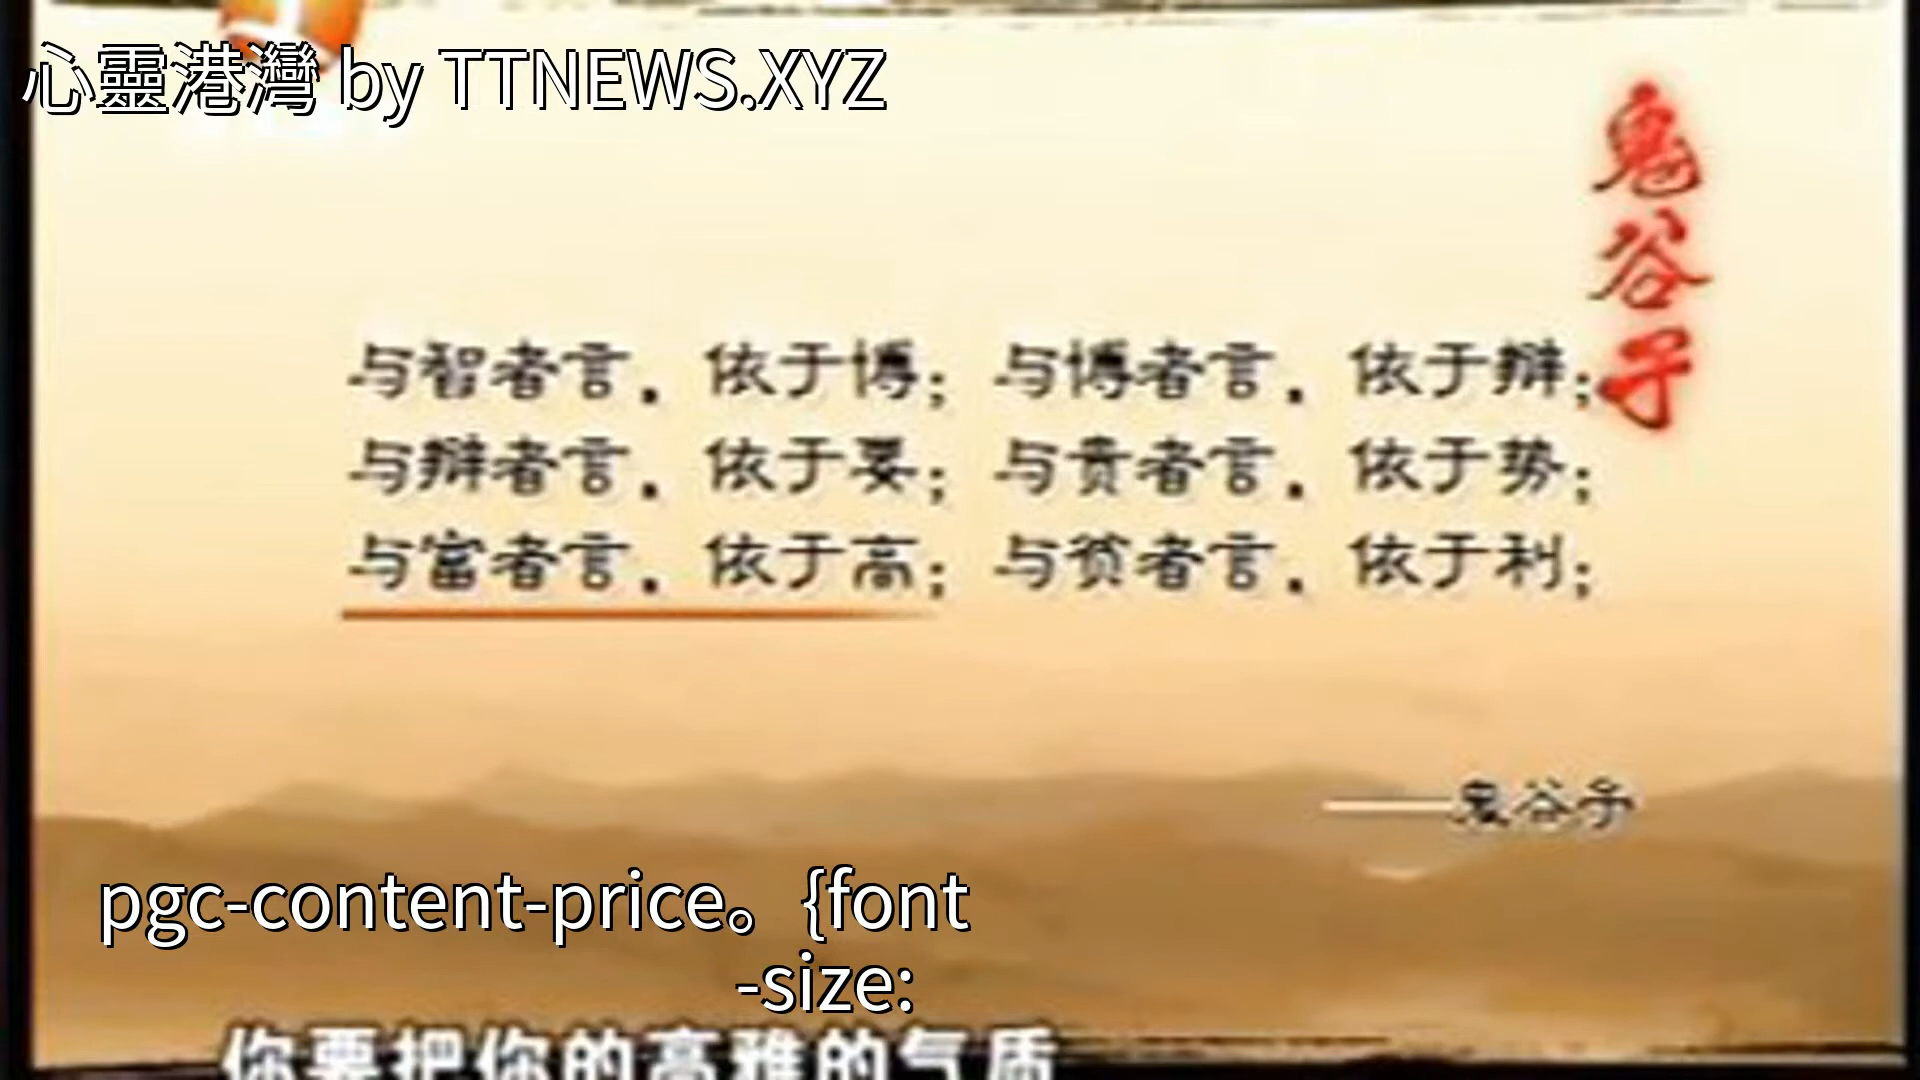 心靈港灣 by TTNEWS.XYZ
鬼谷子
与智者言，依于博；与博者言，依于辩；
与辩者言，依于要；与贵者言，依于势；
与富者言，依于高；与贫者言，依于利；
——鬼谷子
pgc-content-price。{font
-size:
你要把你的高雅的气质